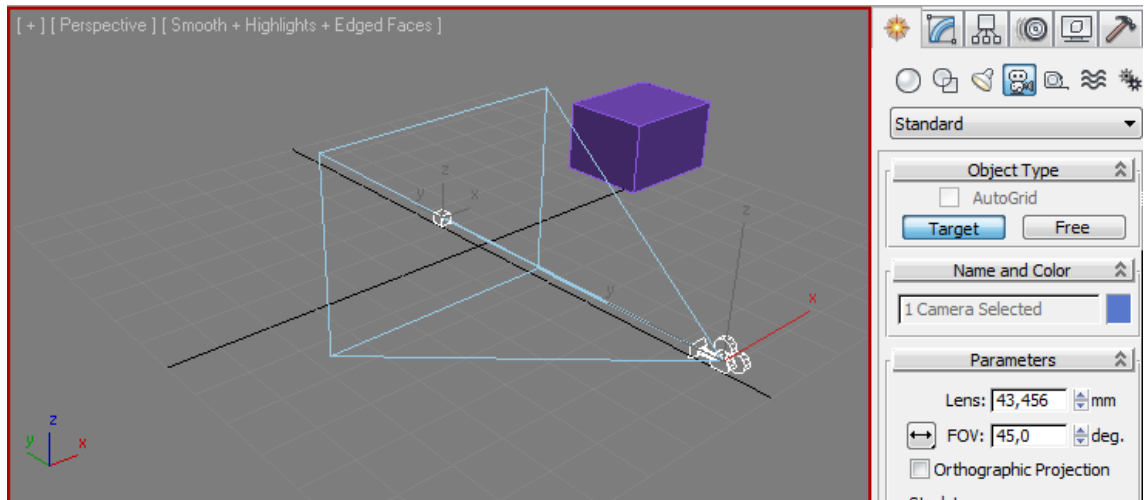 [ + ] [ Perspective ] [ Smooth + Highlights + Edged Faces ]
z
y
x
z
y
x
z
y
x
Standard
Object Type
AutoGrid
Target Free
Name and Color
1 Camera Selected
Parameters
Lens: 43,456 mm
FOV: 45,0 deg.
Orthographic Projection